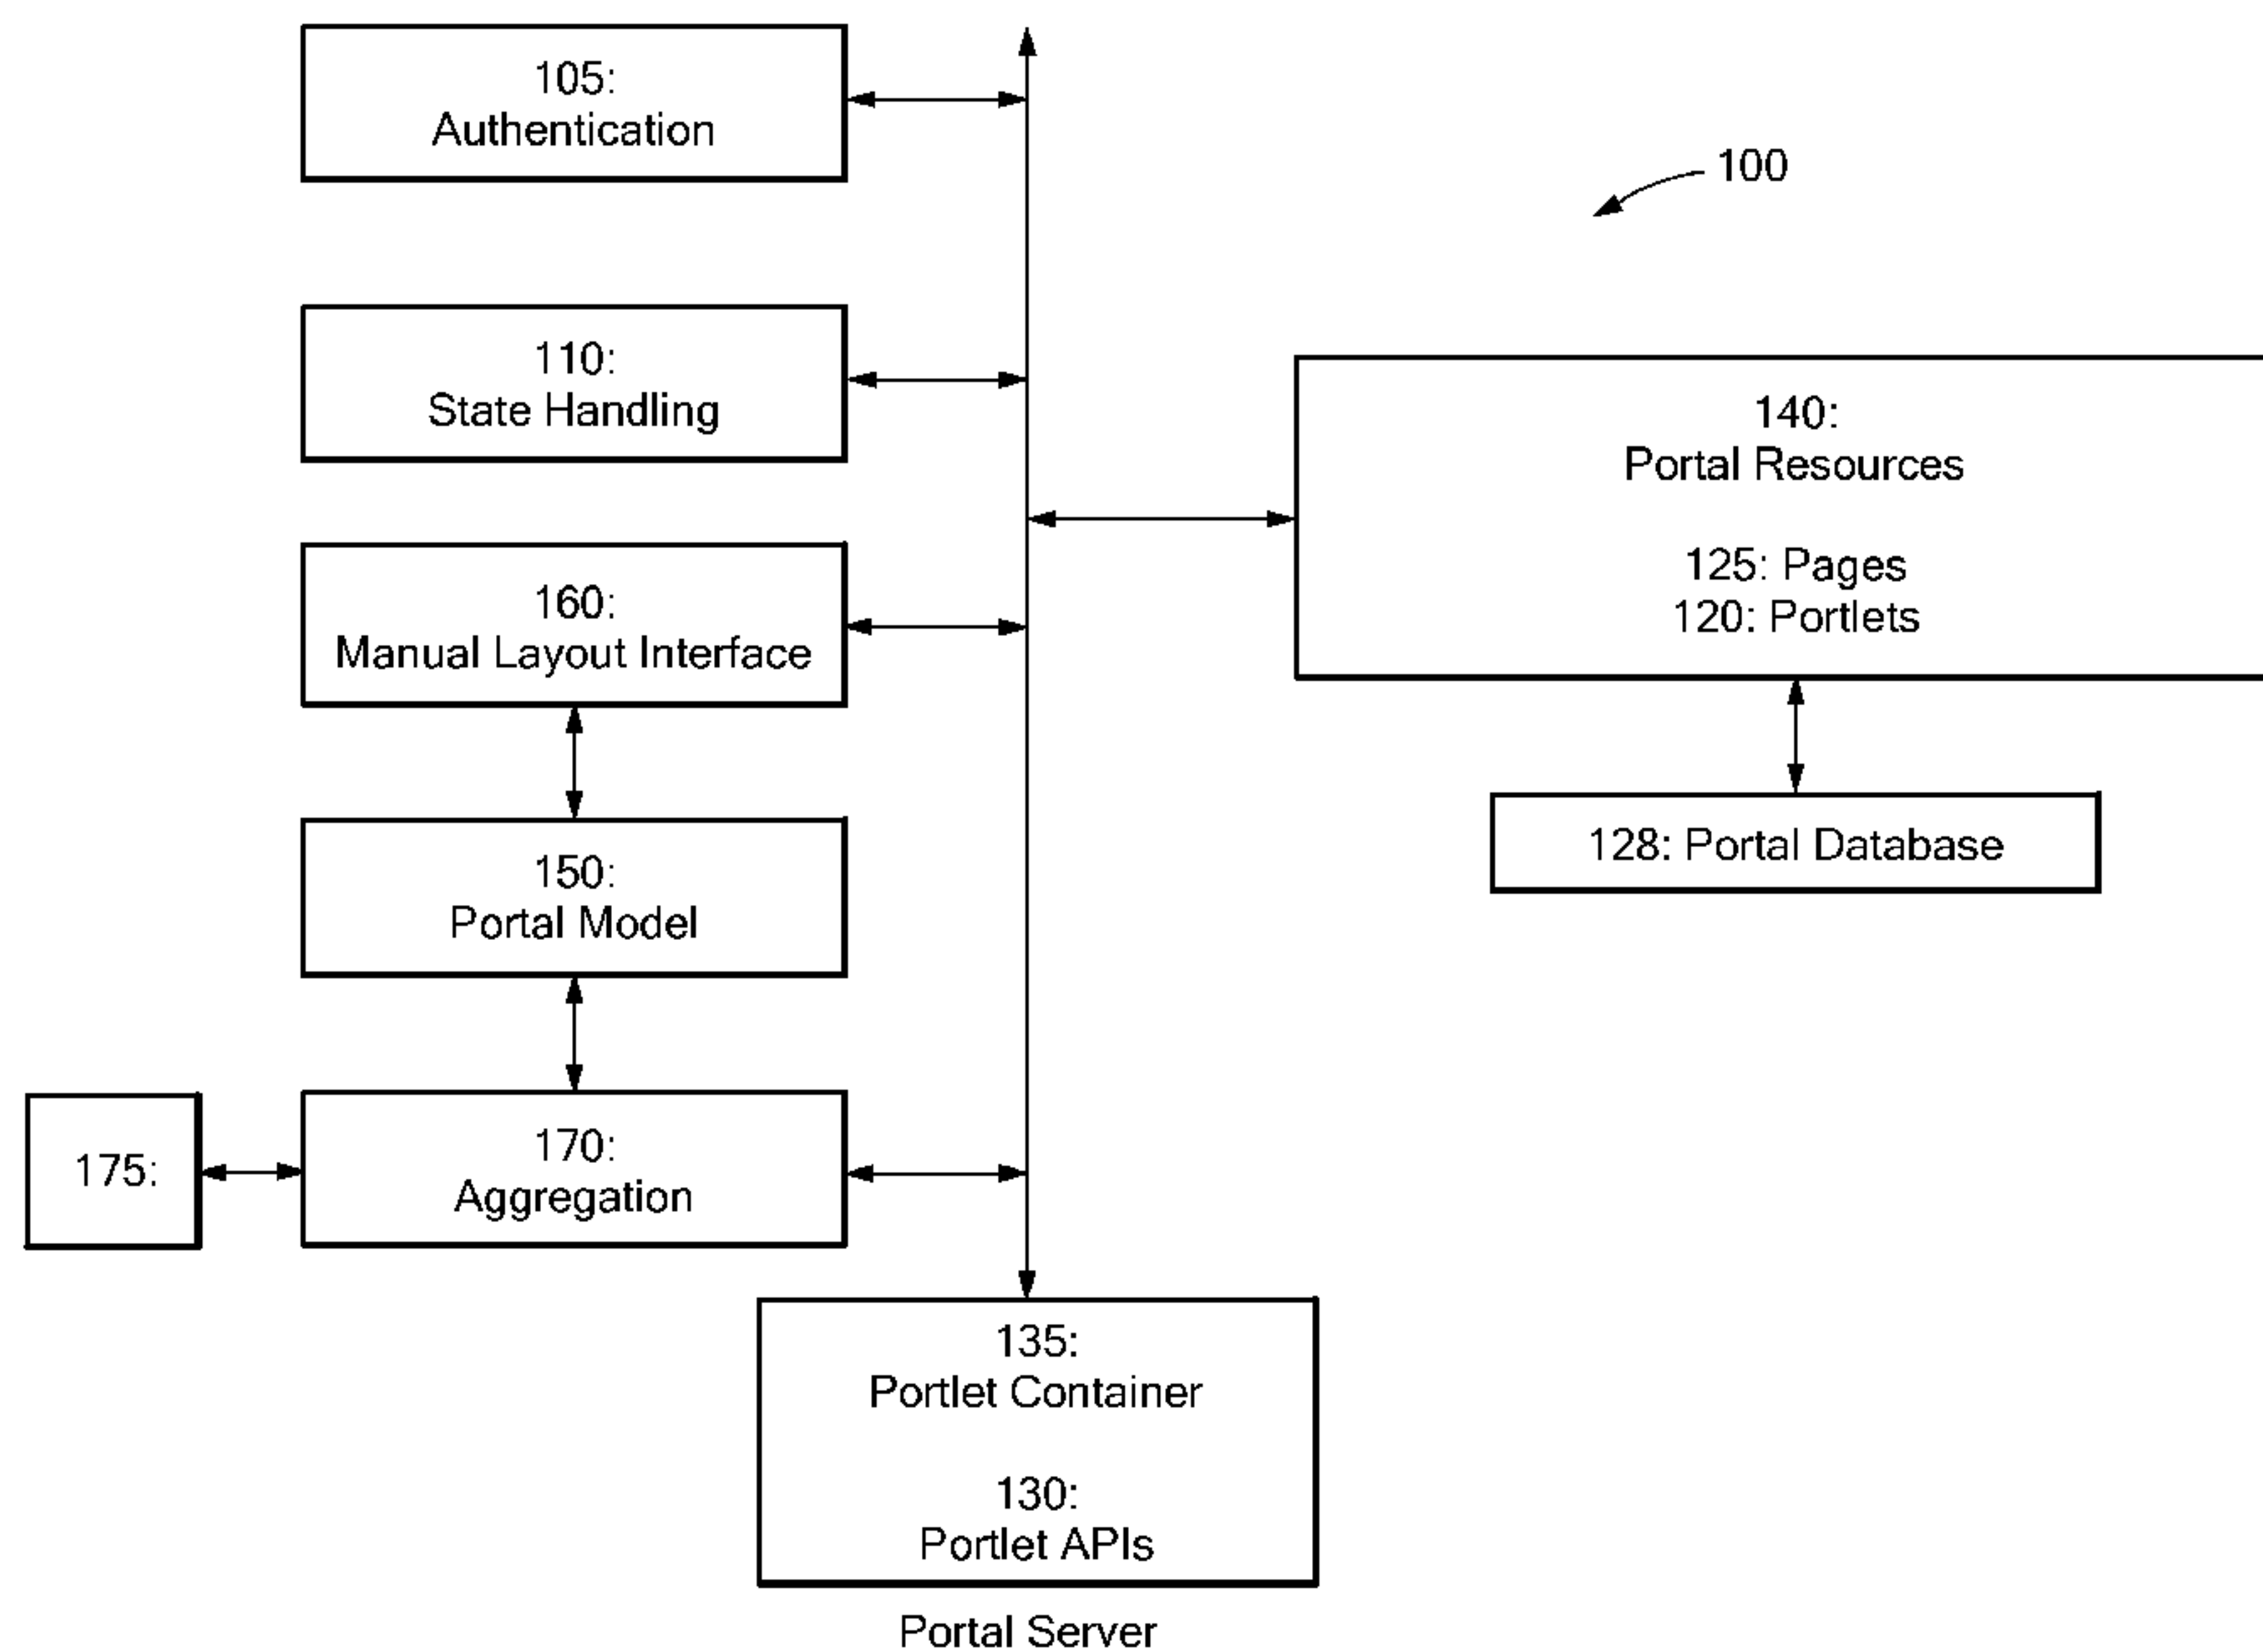 105:
Authentication
100
110:
State Handling
140:
Portal Resources
125: Pages
120: Portlets
160:
Manual Layout Interface
128: Portal Database
150:
Portal Model
175:
170:
Aggregation
135:
Portlet Container
130:
Portlet APIs
Portal Server